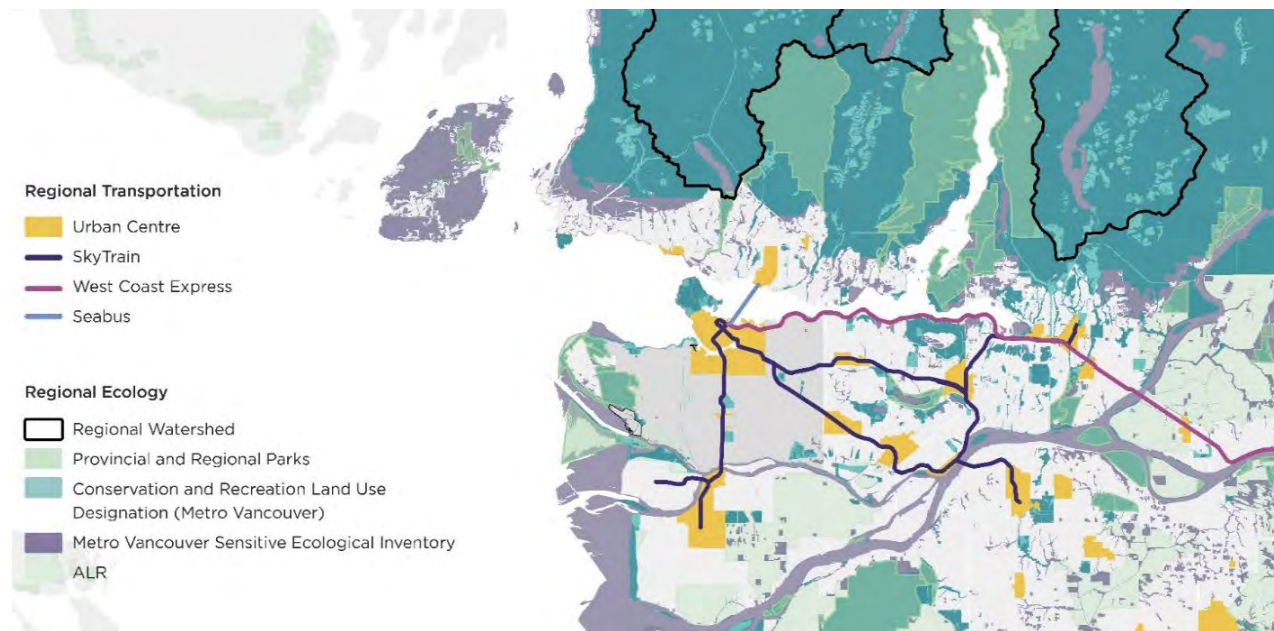 Regional Transportation
Urban Centre
SkyTrain
West Coast Express
Seabus
Regional Ecology
Regional Watershed
Provincial and Regional Parks
Conservation and Recreation Land Use
Designation (Metro Vancouver)
Metro Vancouver Sensitive Ecological Inventory
ALR